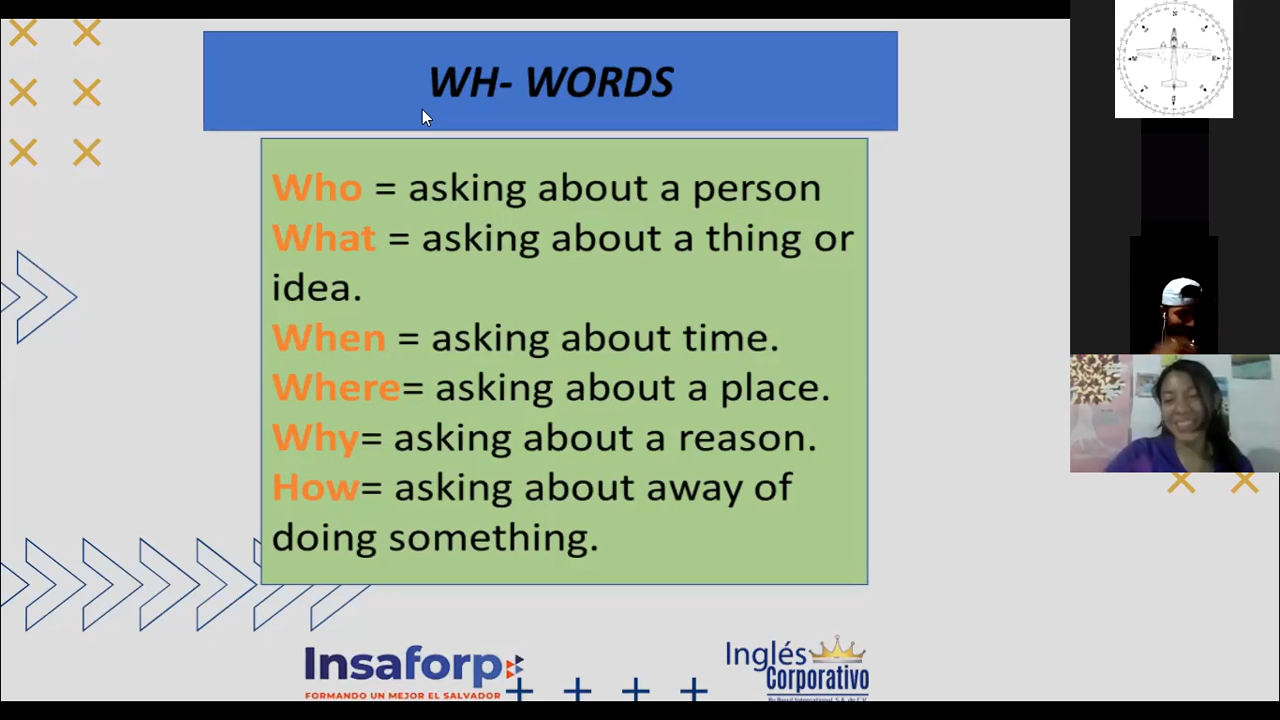 WH- WORDS
Who = asking about a person
What = asking about a thing or
idea.
When = asking about time.
Where= asking about a place.
Why= asking about a reason.
How= asking about away of
doing something.
Insaforp
FORMANDO UN MEJOR EL SALVADOR
Inglés
Corporativo